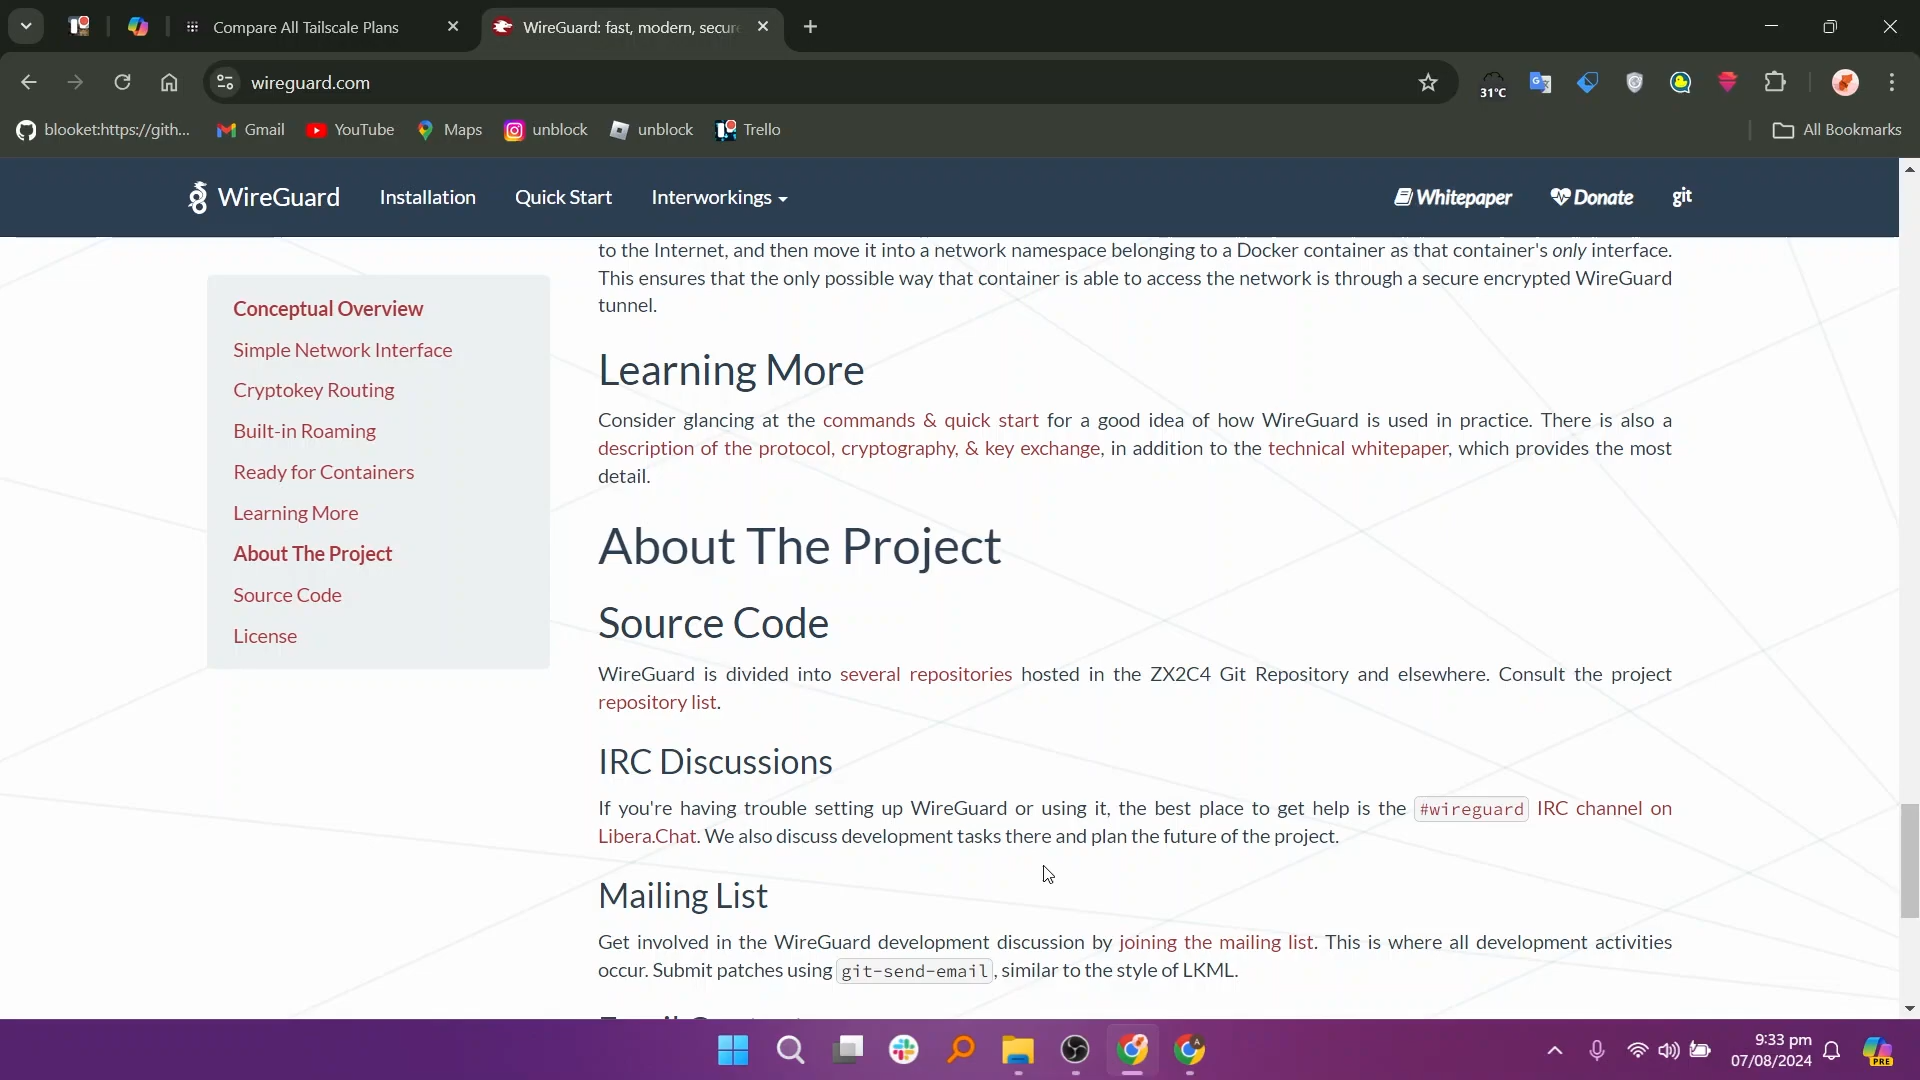 Compare All Tailscale Plans
WireGuard: fast, modern, secure
wireguard.com
31°C
blooket:https://gith...
Gmail
YouTube
Maps
unblock
unblock
Trello
All Bookmarks
WireGuard
Installation
Quick Start
Interworkings
Whitepaper
Donate
git
Conceptual Overview
Simple Network Interface
Cryptokey Routing
Built-in Roaming
Ready for Containers
Learning More
About The Project
Source Code
License
to the Internet, and then move it into a network namespace belonging to a Docker container as that container's only interface.
This ensures that the only possible way that container is able to access the network is through a secure encrypted WireGuard
tunnel.
Learning More
Consider glancing at the commands & quick start for a good idea of how WireGuard is used in practice. There is also a
description of the protocol, cryptography, & key exchange, in addition to the technical whitepaper, which provides the most
detail.
About The Project
Source Code
WireGuard is divided into several repositories hosted in the ZX2C4 Git Repository and elsewhere. Consult the project
repository list.
IRC Discussions
If you're having trouble setting up WireGuard or using it, the best place to get help is the #wireguard IRC channel on
Libera.Chat. We also discuss development tasks there and plan the future of the project.
Mailing List
Get involved in the WireGuard development discussion by joining the mailing list. This is where all development activities
occur. Submit patches using git-send-email, similar to the style of LKML.
9:33 pm
07/08/2024
PRE